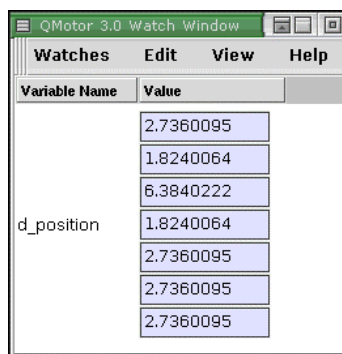 QMotor 3.0 Watch Window
Watches Edit View Help
Variable Name Value
2.7360095
1.8240064
6.3840222
d_position 1.8240064
2.7360095
2.7360095
2.7360095